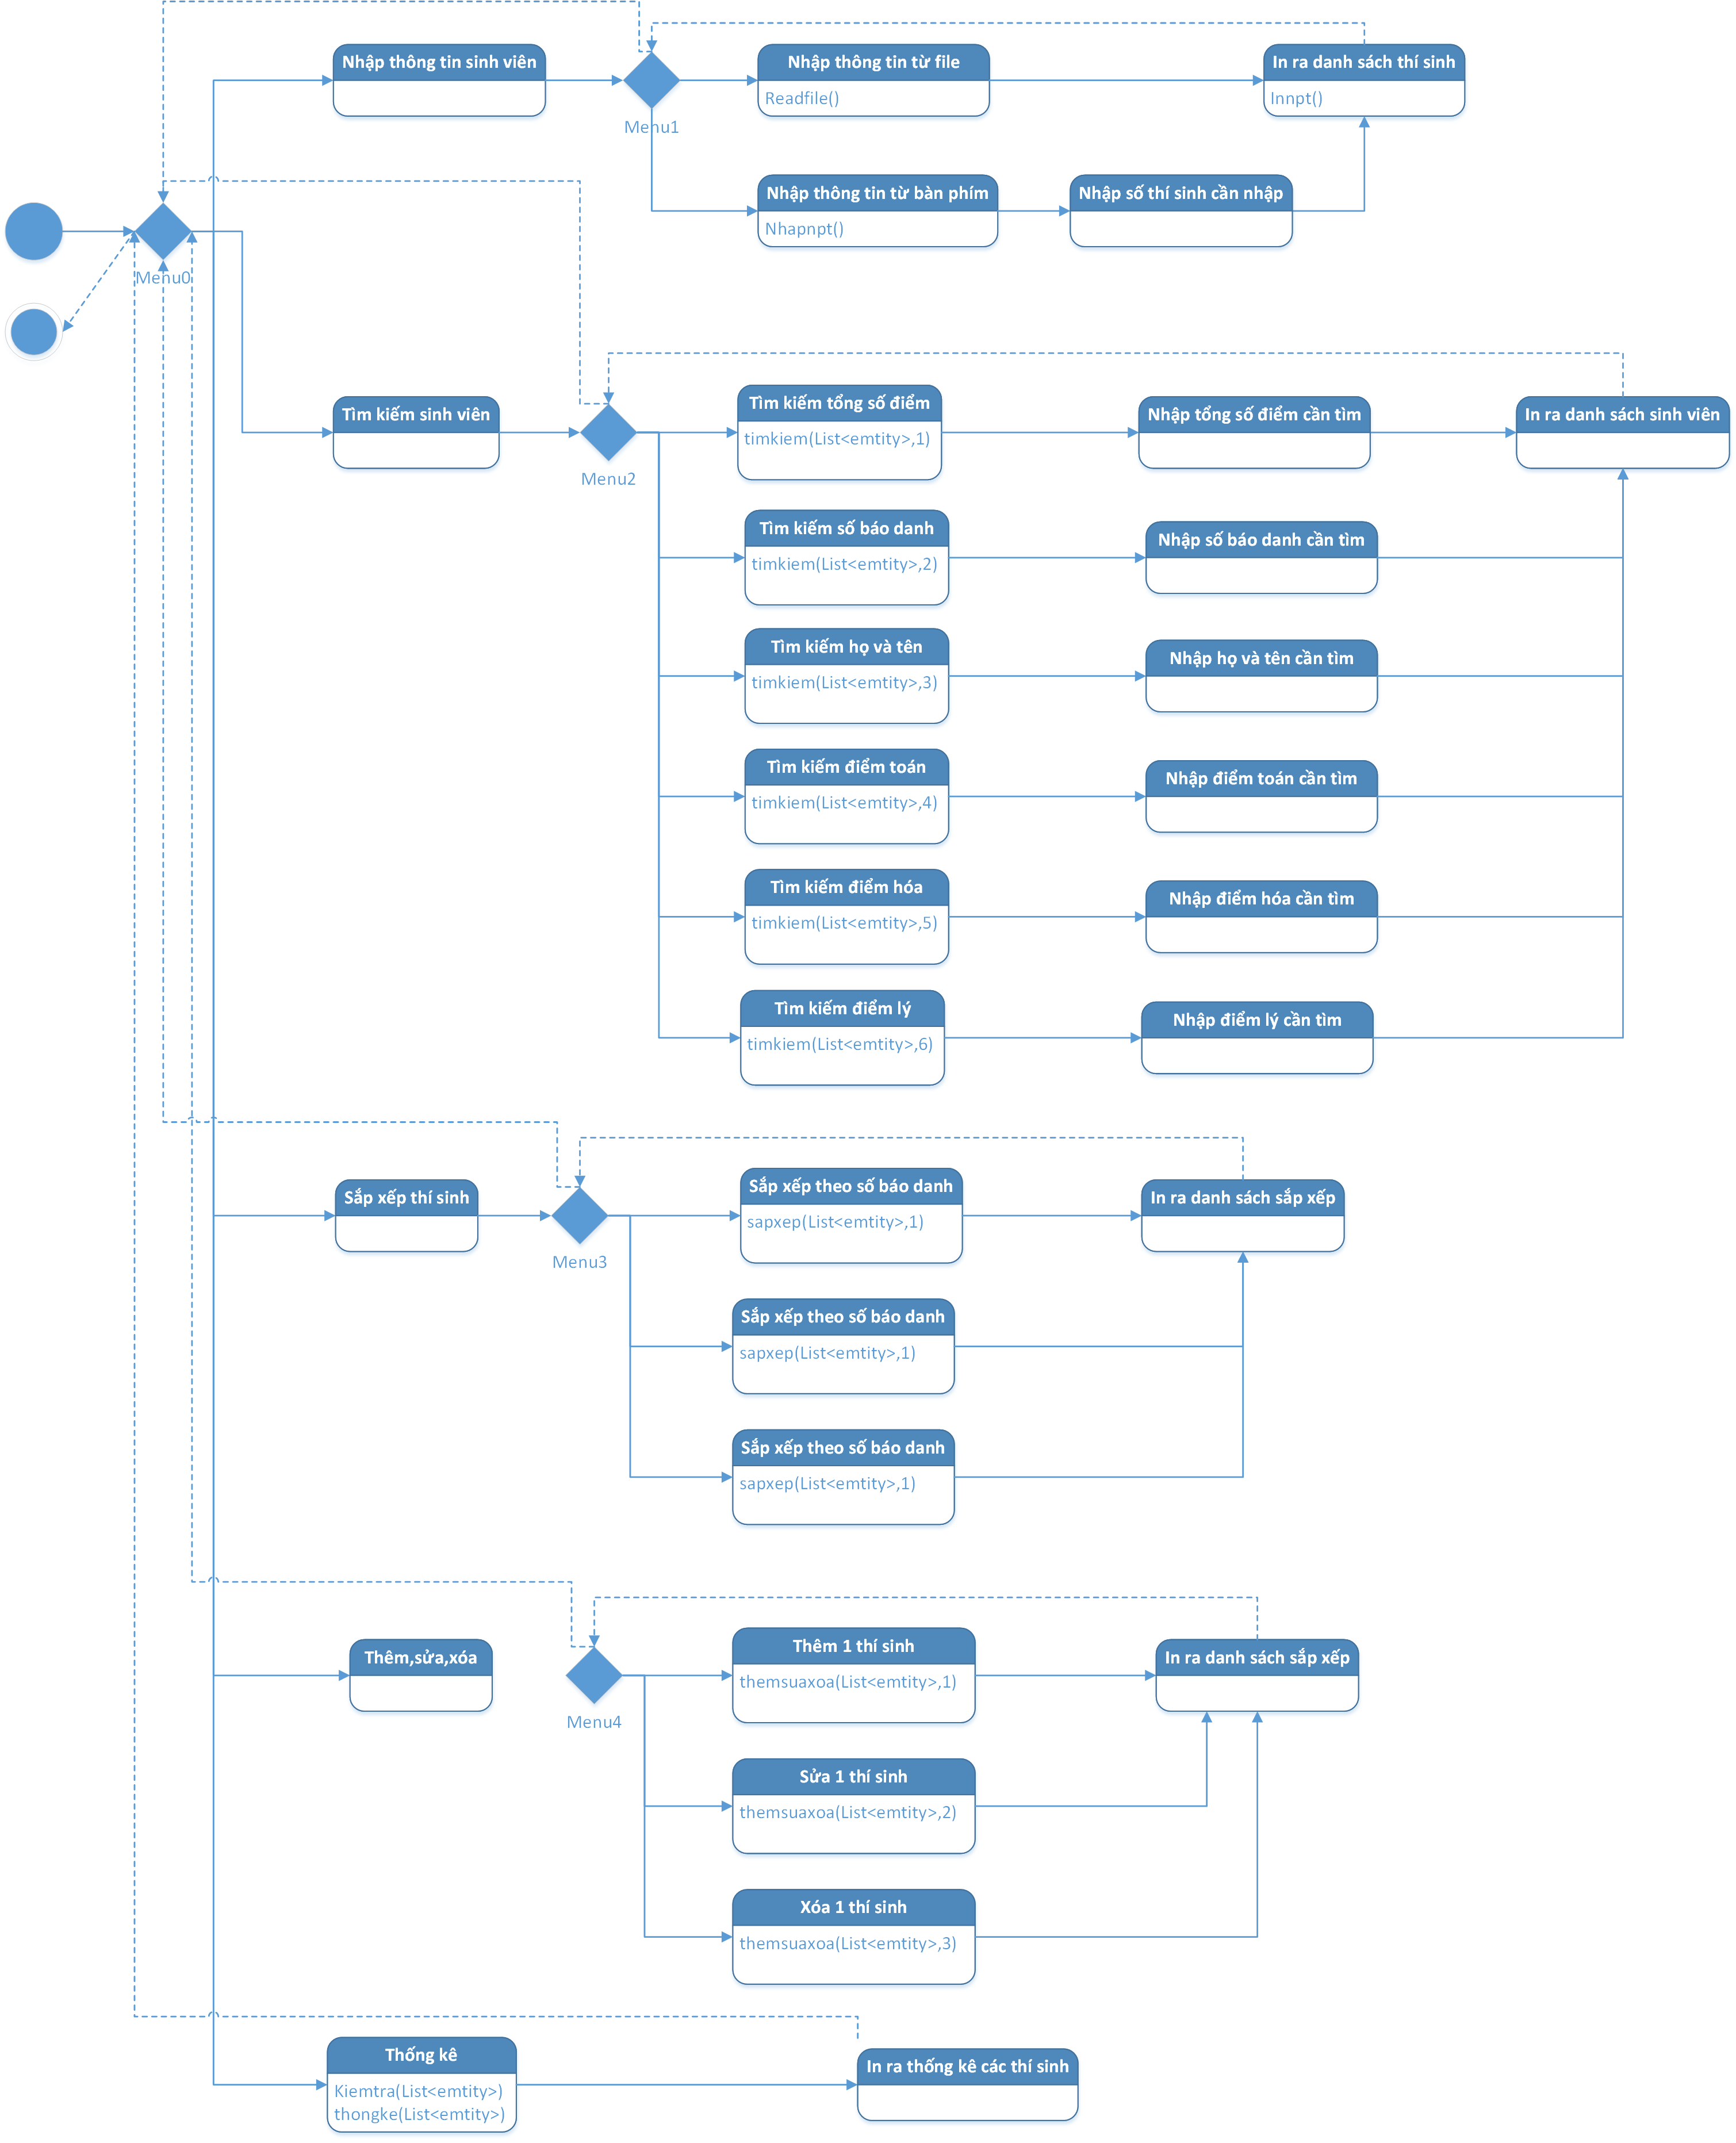 Nhập thông tin sinh viên
Menu1
Nhập thông tin từ file
Readfile()
In ra danh sách thí sinh
Innpt()
Nhập thông tin từ bàn phím
Nhapnpt()
Nhập số thí sinh cần nhập
Menu0
Tìm kiếm sinh viên
Menu2
Tìm kiếm tổng số điểm
timkiem(List<emtity>,1)
Nhập tổng số điểm cần tìm
In ra danh sách sinh viên
Tìm kiếm số báo danh
timkiem(List<emtity>,2)
Nhập số báo danh cần tìm
Tìm kiếm họ và tên
timkiem(List<emtity>,3)
Nhập họ và tên cần tìm
Tìm kiếm điểm toán
timkiem(List<emtity>,4)
Nhập điểm toán cần tìm
Tìm kiếm điểm hóa
timkiem(List<emtity>,5)
Nhập điểm hóa cần tìm
Tìm kiếm điểm lý
timkiem(List<emtity>,6)
Nhập điểm lý cần tìm
Sắp xếp thí sinh
Menu3
Sắp xếp theo số báo danh
sapxep(List<emtity>,1)
In ra danh sách sắp xếp
Sắp xếp theo số báo danh
sapxep(List<emtity>,1)
Sắp xếp theo số báo danh
sapxep(List<emtity>,1)
Thêm,sửa,xóa
Menu4
Thêm 1 thí sinh
themsuaxoa(List<emtity>,1)
In ra danh sách sắp xếp
Sửa 1 thí sinh
themsuaxoa(List<emtity>,2)
Xóa 1 thí sinh
themsuaxoa(List<emtity>,3)
Thống kê
Kiemtra(List<emtity>)
thongke(List<emtity>)
In ra thống kê các thí sinh